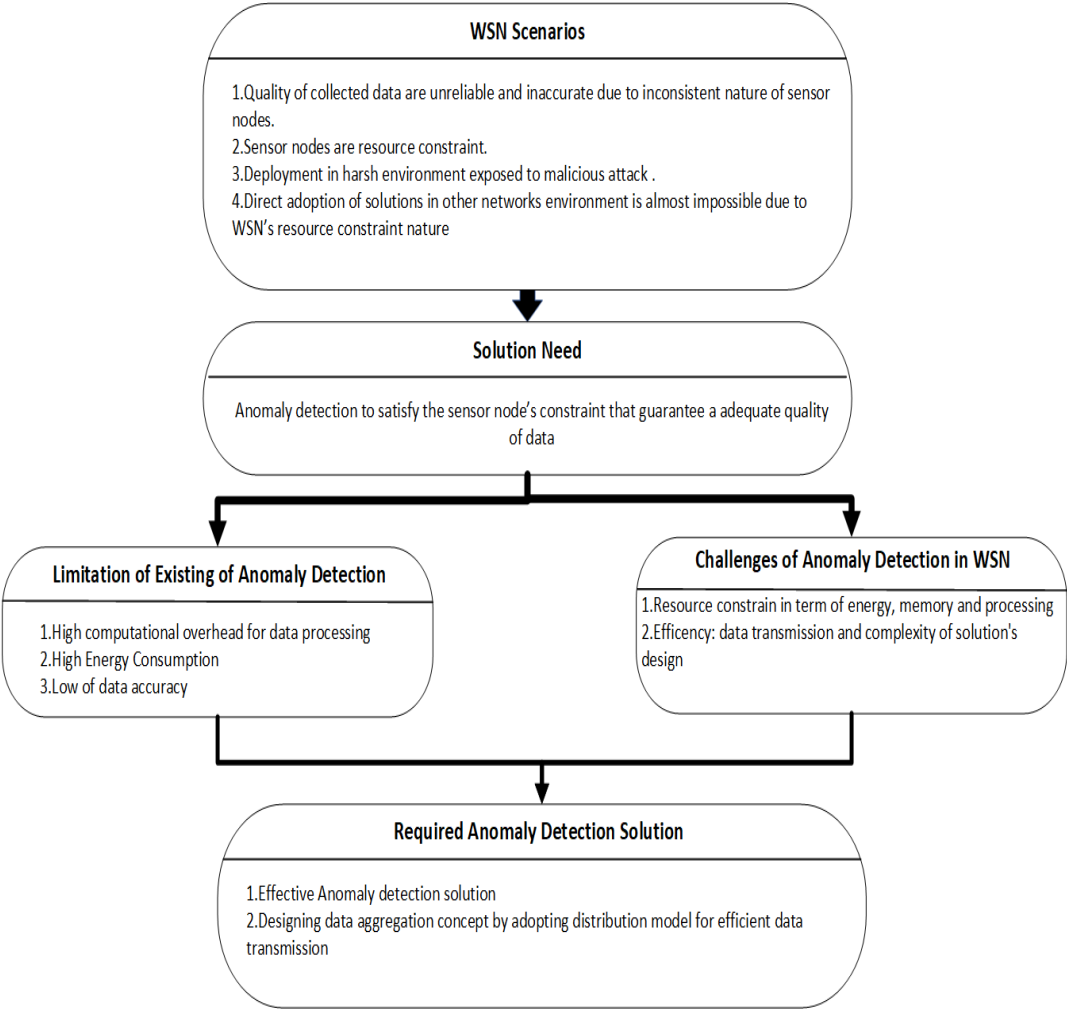 WSN Scenarios
1.Quality of collected data are unreliable and inaccurate due to inconsistent nature of sensor
nodes.
2.Sensor nodes are resource constraint.
3.Deployment in harsh environment exposed to malicious attack .
4.Direct adoption of solutions in other networks environment is almost impossible due to
WSN’s resource constraint nature
Solution Need
Anomaly detection to satisfy the sensor node’s constraint that guarantee a adequate quality
of data
Limitation of Existing of Anomaly Detection
1.High computational overhead for data processing
2.High Energy Consumption
3.Low of data accuracy
Challenges of Anomaly Detection in WSN
1.Resource constrain in term of energy, memory and processing
2.Efficency: data transmission and complexity of solution's
design
Required Anomaly Detection Solution
1.Effective Anomaly detection solution
2.Designing data aggregation concept by adopting distribution model for efficient data
transmission